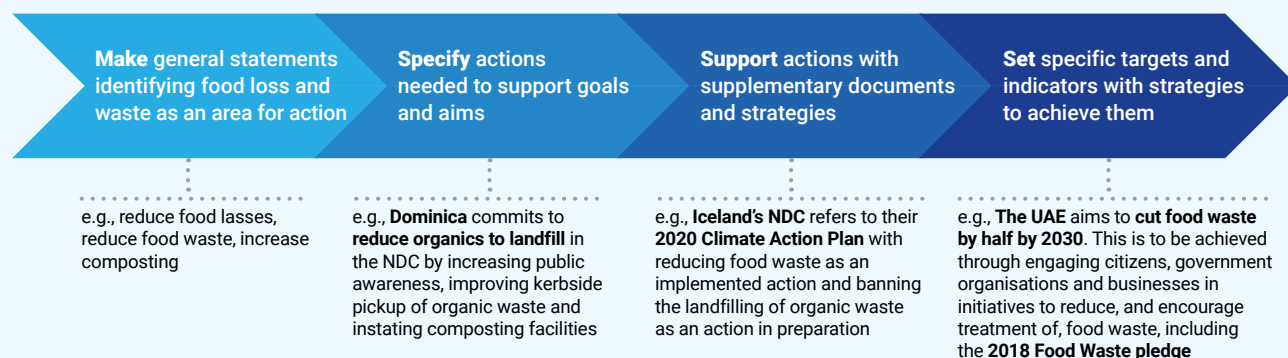 Make general statements
identifying food loss and
waste as an area for action
Specify actions
needed to support goals
and aims
Support actions with
supplementary documents
and strategies
Set specific targets and
indicators with strategies
to achieve them
e.g., reduce food lasses,
reduce food waste, increase
composting
e.g., Dominica commits to
reduce organics to landfill in
the NDC by increasing public
awareness, improving kerbside
pickup of organic waste and
instating composting facilities
e.g., Iceland's NDC refers to their
2020 Climate Action Plan with
reducing food waste as an
implemented action and banning
the landfilling of organic waste
as an action in preparation
e.g., The UAE aims to cut food waste
by half by 2030. This is to be achieved
through engaging citizens, government
organisations and businesses in
initiatives to reduce, and encourage
treatment of, food waste, including
the 2018 Food Waste pledge